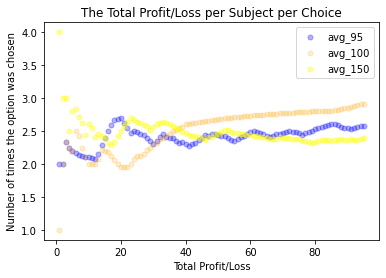 The Total Profit/Loss per Subject per Choice
avg_95
avg_100
avg_150
Number of times the option was chosen
4.0
3.5
3.0
2.5
2.0
1.5
1.0
0
20
40
60
80
Total Profit/Loss